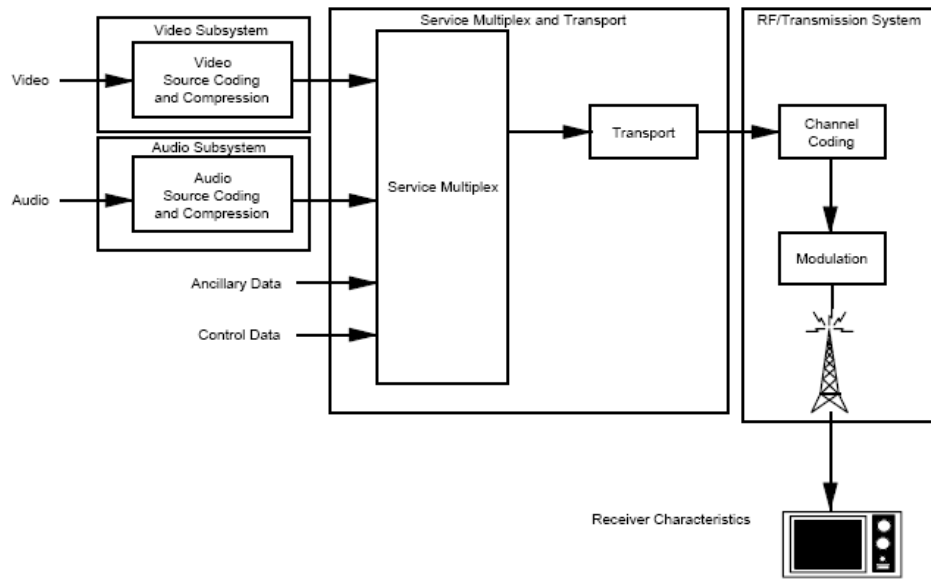 Video Subsystem
Video
Video
Source Coding
and Compression
Audio Subsystem
Audio
Audio
Source Coding
and Compression
Ancillary Data
Control Data
Service Multiplex and Transport
Service Multiplex
Transport
RF/Transmission System
Channel
Coding
Modulation
Receiver Characteristics